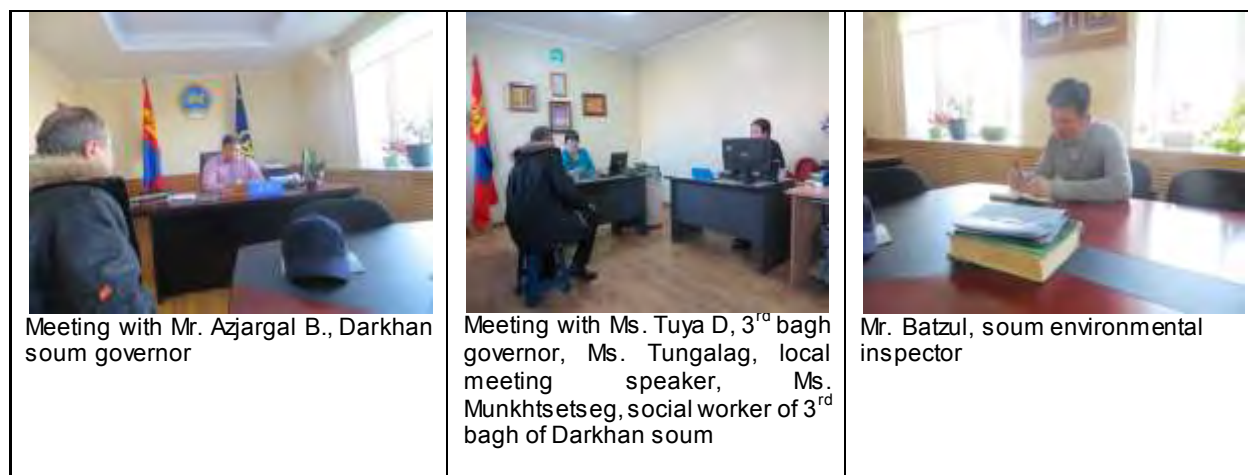 Meeting with Mr. Azjargal B., Darkhan
soum governor
Meeting with Ms. Tuya D, 3rd bagh
governor, Ms. Tungalag, local
meeting speaker, Ms.
Munkhtsetseg, social worker of 3rd
bagh of Darkhan soum
Mr. Batzul, soum environmental
inspector